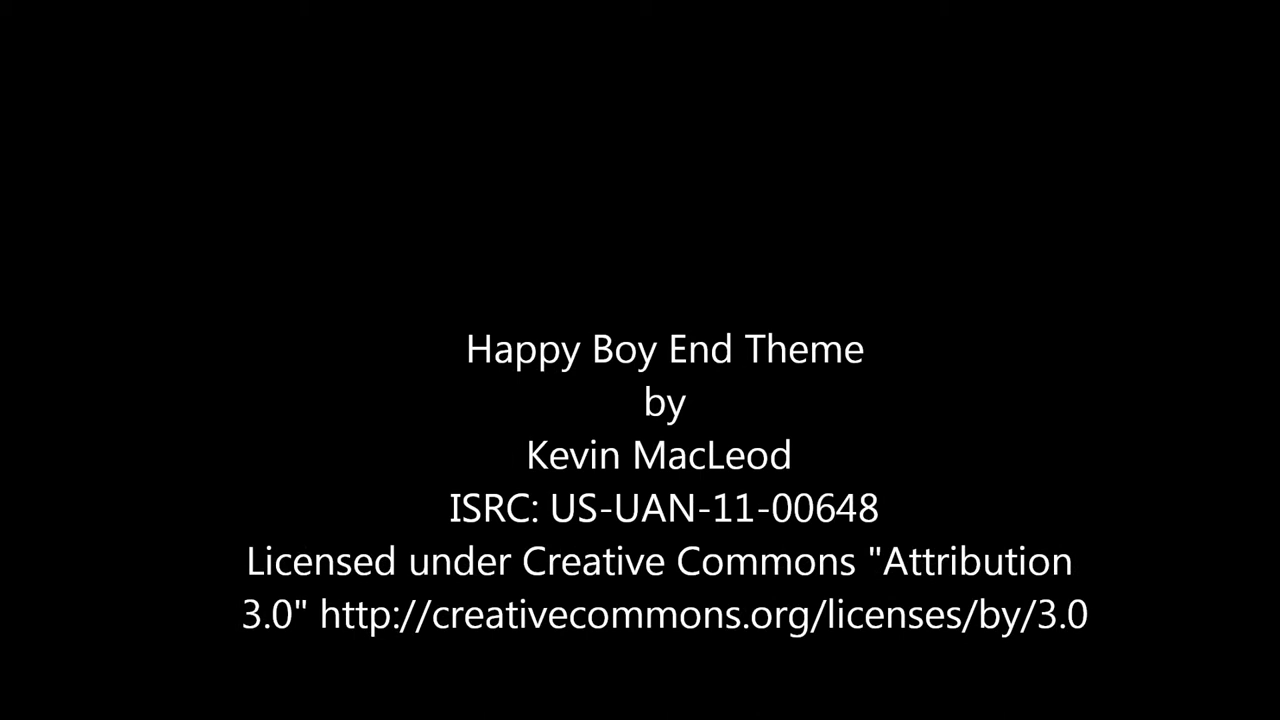 Happy Boy End Theme
by
Kevin MacLeod
ISRC: US-UAN-11-00648
Licensed under Creative Commons "Attribution
3.0" http://creativecommons.org/licenses/by/3.0